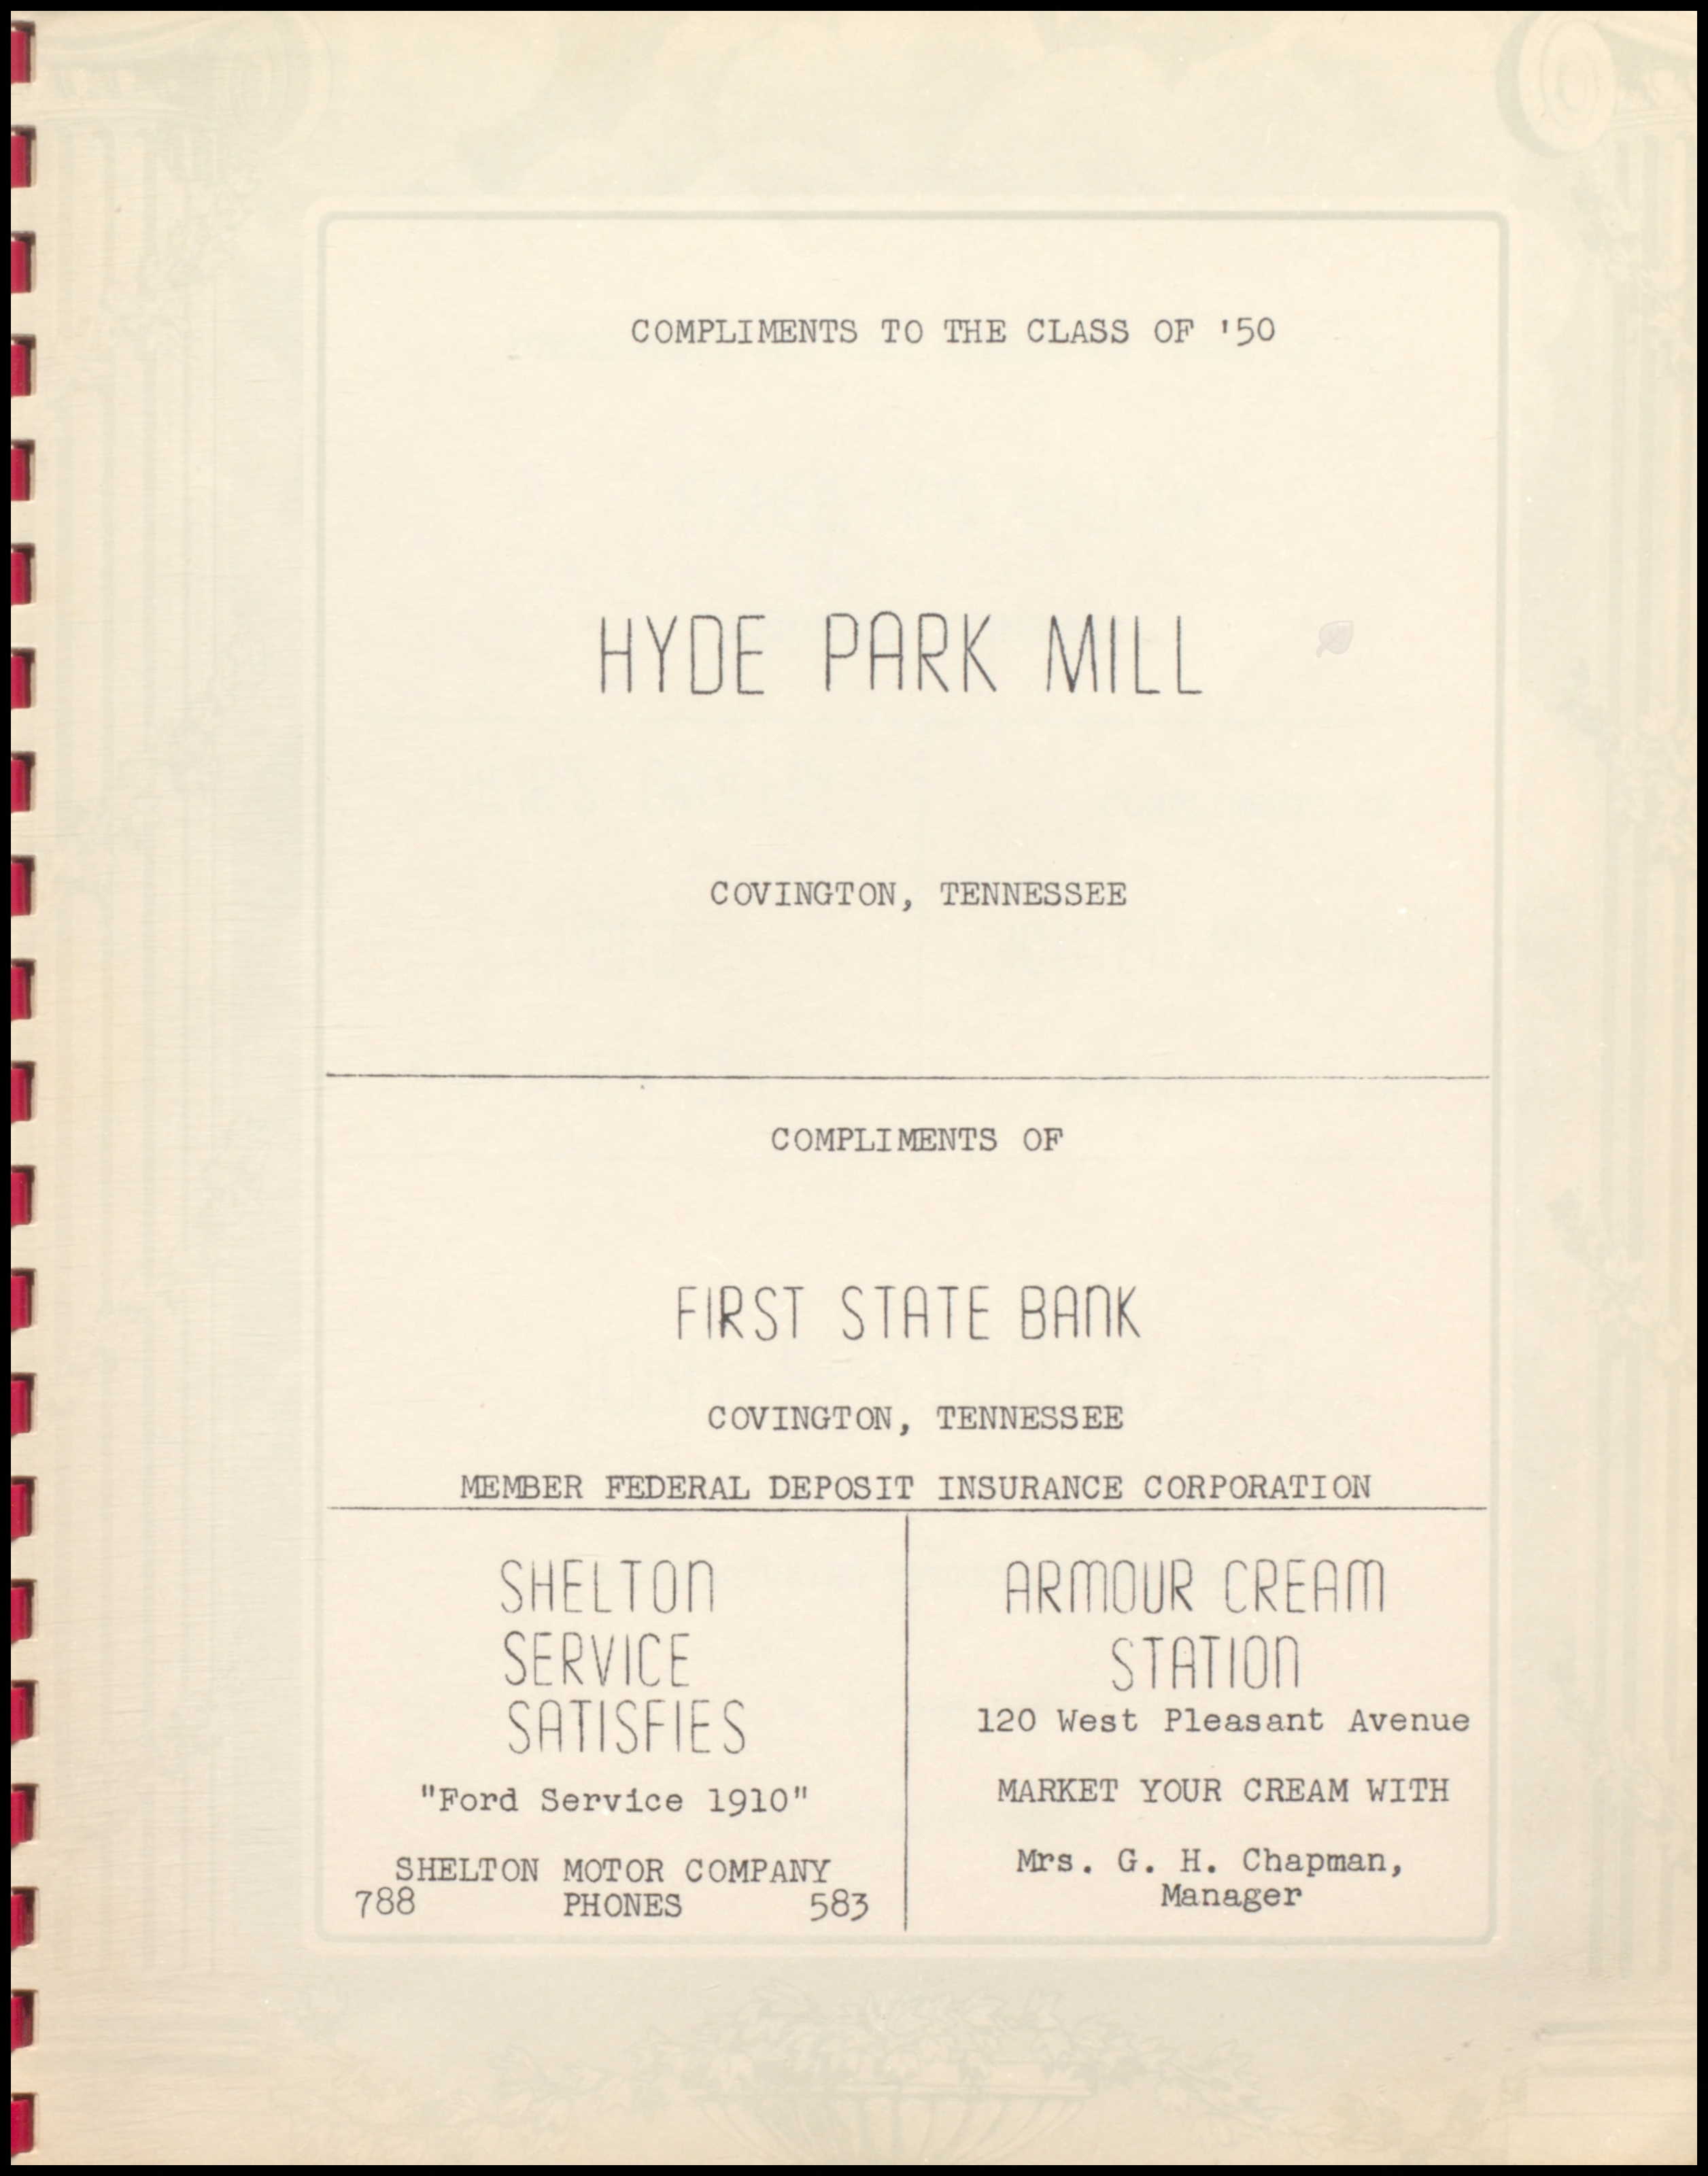 COMPLIMENTS TO THE CLASS OF '50
HYDE PARK MILL
COVINGTON, TENNESSEE
COMPLIMENTS OF
FIRST STATE BANK
COVINGTON, TENNESSEE
MEMBER FEDERAL DEPOSIT INSURANCE CORPORATION
SHELTON
SERVICE
SATISFIES
"Ford Service 1910"
SHELTON MOTOR COMPANY
788 PHONES 583
ARMOUR CREAM
STATION
120 West Pleasant Avenue
MARKET YOUR CREAM WITH
Mrs. G. H. Chapman,
Manager